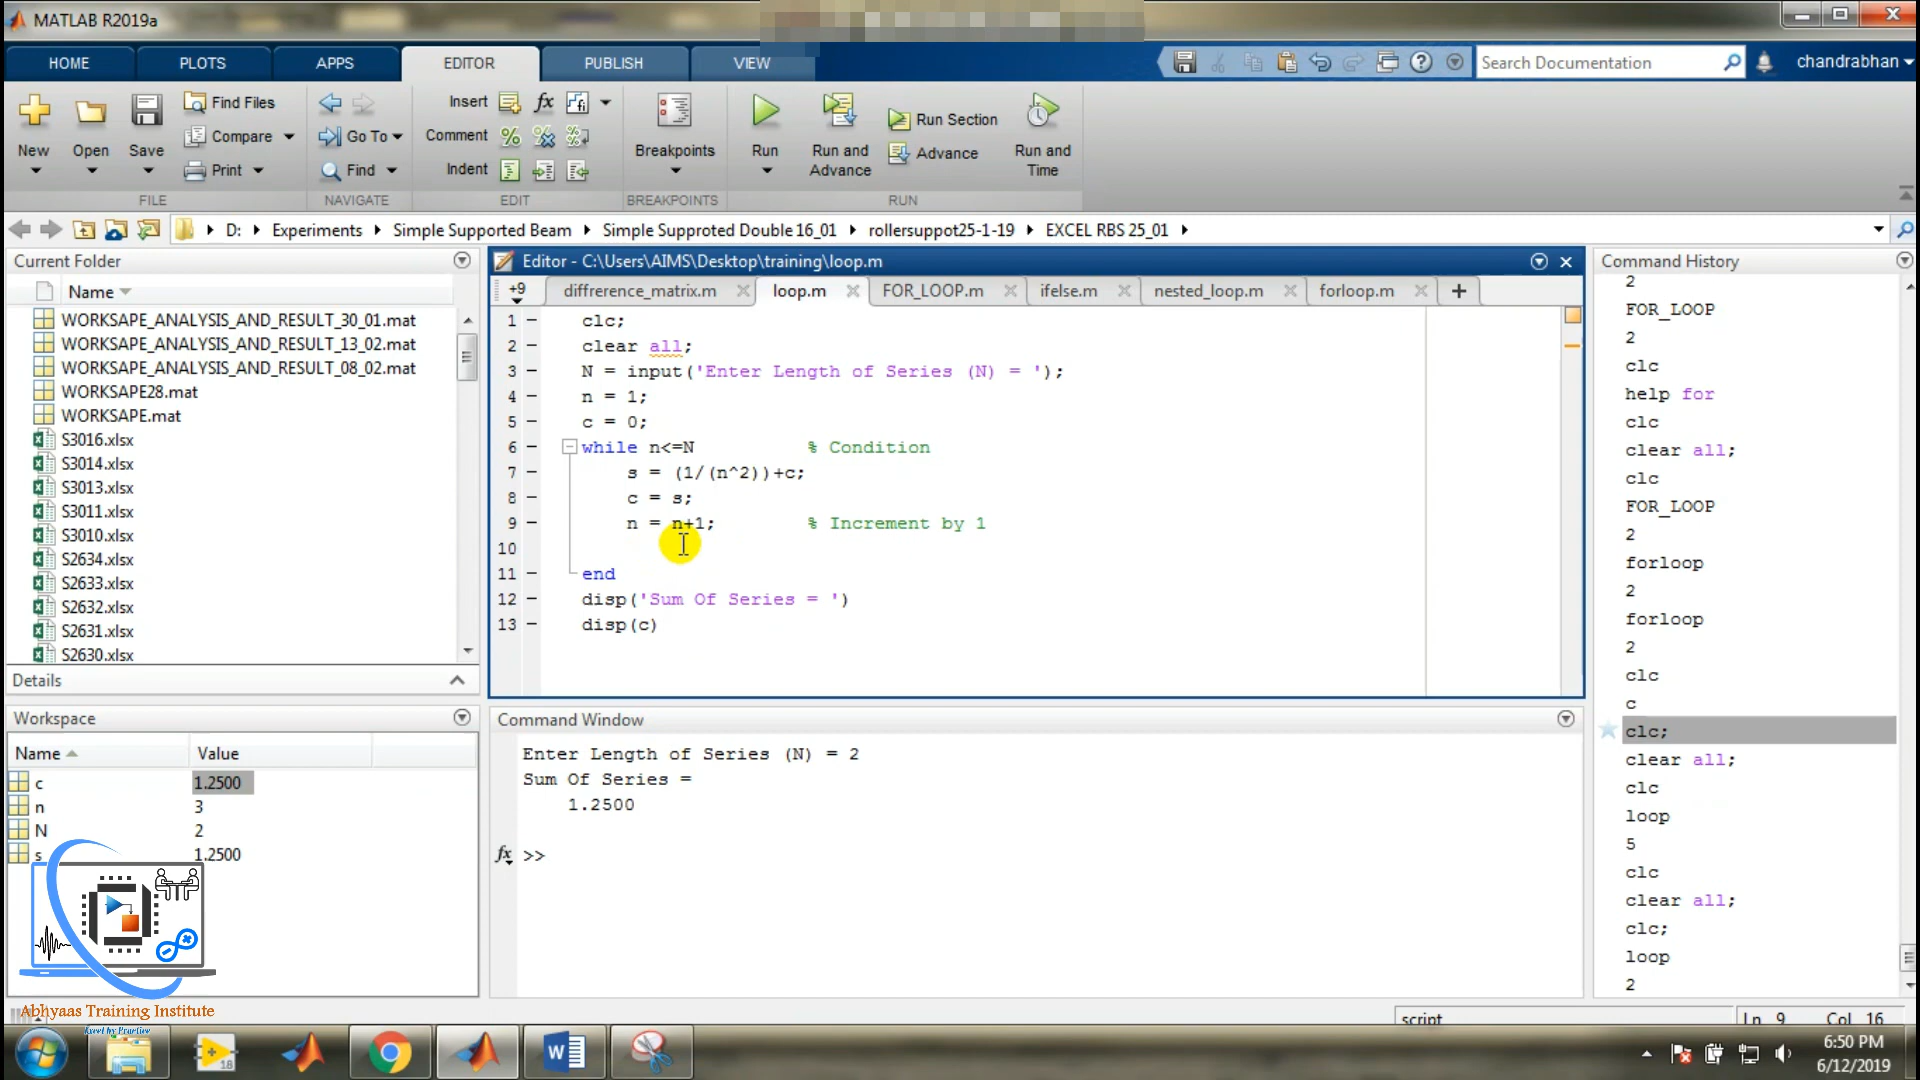 MATLAB R2019a
HOME PLOTS APPS EDITOR PUBLISH VIEW
Search Documentation
chandrabhan
New Open Save
Find Files
Compare
Print
FILE
Go To
Find
NAVIGATE
Insert
Comment
Indent
EDIT
Breakpoints
BREAKPOINTS
Run
Run and Advance
Run Section
Advance
Run and Time
RUN
D: Experiments Simple Supported Beam Simple Supproted Double 16_01 rollersuppot25-1-19 EXCEL RBS 25_01
Current Folder
Name
WORKSAPE_ANALYSIS_AND_RESULT_30_01.mat
WORKSAPE_ANALYSIS_AND_RESULT_13_02.mat
WORKSAPE_ANALYSIS_AND_RESULT_08_02.mat
WORKSAPE28.mat
WORKSAPE.mat
S3016.xlsx
S3014.xlsx
S3013.xlsx
S3011.xlsx
S3010.xlsx
S2634.xlsx
S2633.xlsx
S2632.xlsx
S2631.xlsx
S2630.xlsx
Details
Workspace
Name Value
c 1.2500
n 3
N 2
s 1.2500
Abhyaas Training Institute
Excel by Practice
Editor - C:\Users\AIMS\Desktop\training\loop.m
+9 diffrerence_matrix.m loop.m FOR_LOOP.m ifelse.m nested_loop.m forloop.m +
1 – clc;
2 – clear all;
3 – N = input('Enter Length of Series (N) = ');
4 – n = 1;
5 – c = 0;
6 – while n<=N % Condition
7 – s = (1/(n^2))+c;
8 – c = s;
9 – n = n+1; % Increment by 1
10
11 – end
12 – disp('Sum Of Series = ')
13 – disp(c)
Command Window
Enter Length of Series (N) = 2
Sum Of Series =
1.2500
fx >>
Command History
2
FOR_LOOP
2
clc
help for
clc
clear all;
clc
FOR_LOOP
2
forloop
2
forloop
2
clc
c
clc;
clear all;
clc
loop
5
clc
clear all;
clc;
loop
2
script Ln 9 Col 16
6:50 PM
6/12/2019